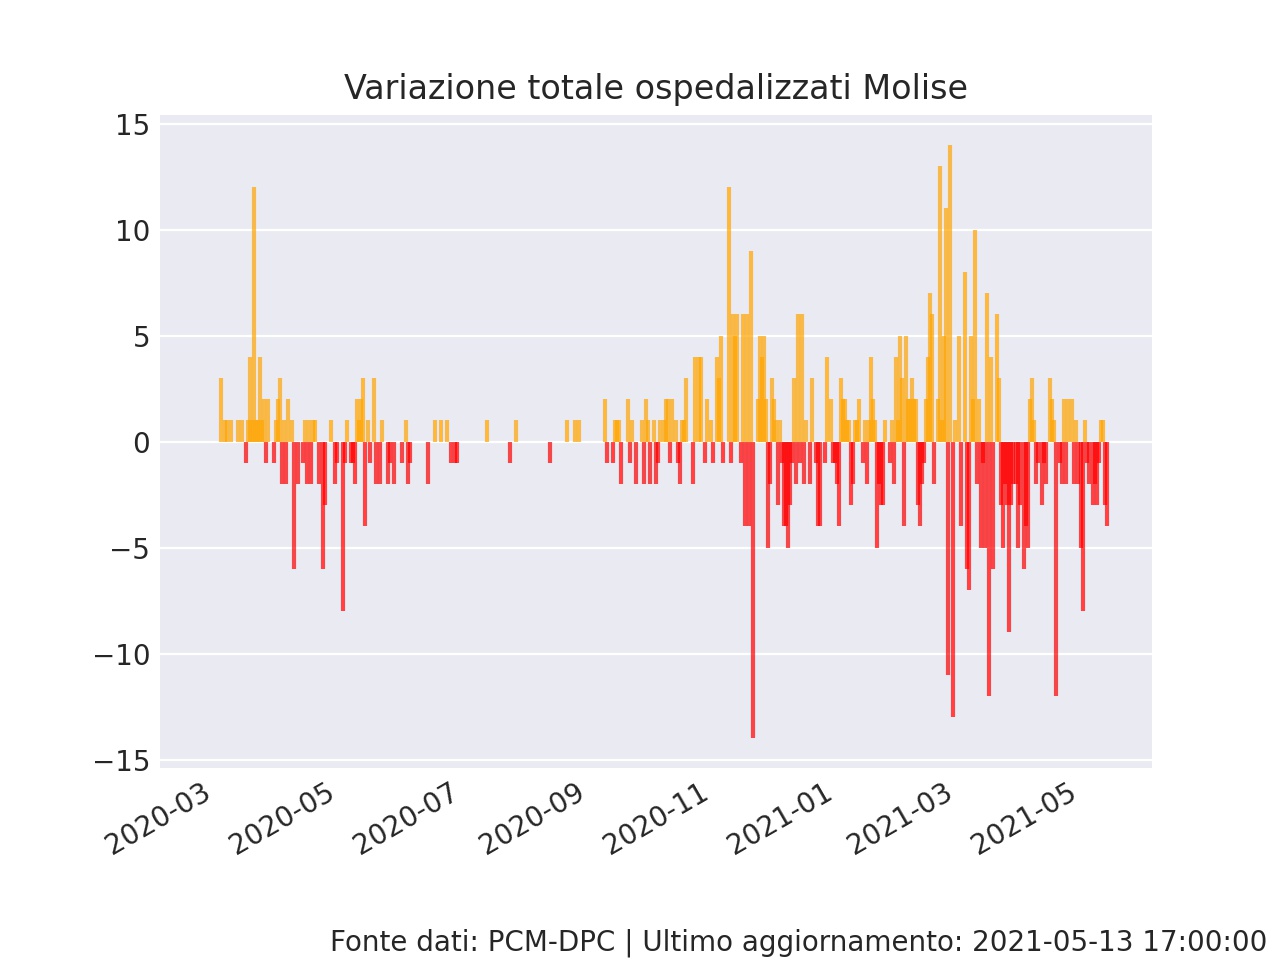 Variazione totale ospedalizzati Molise
15
10
5
0
−5
−10
−15
2020-03 2020-05 2020-07 2020-09 2020-11 2021-01 2021-03 2021-05
Fonte dati: PCM-DPC | Ultimo aggiornamento: 2021-05-13 17:00:00